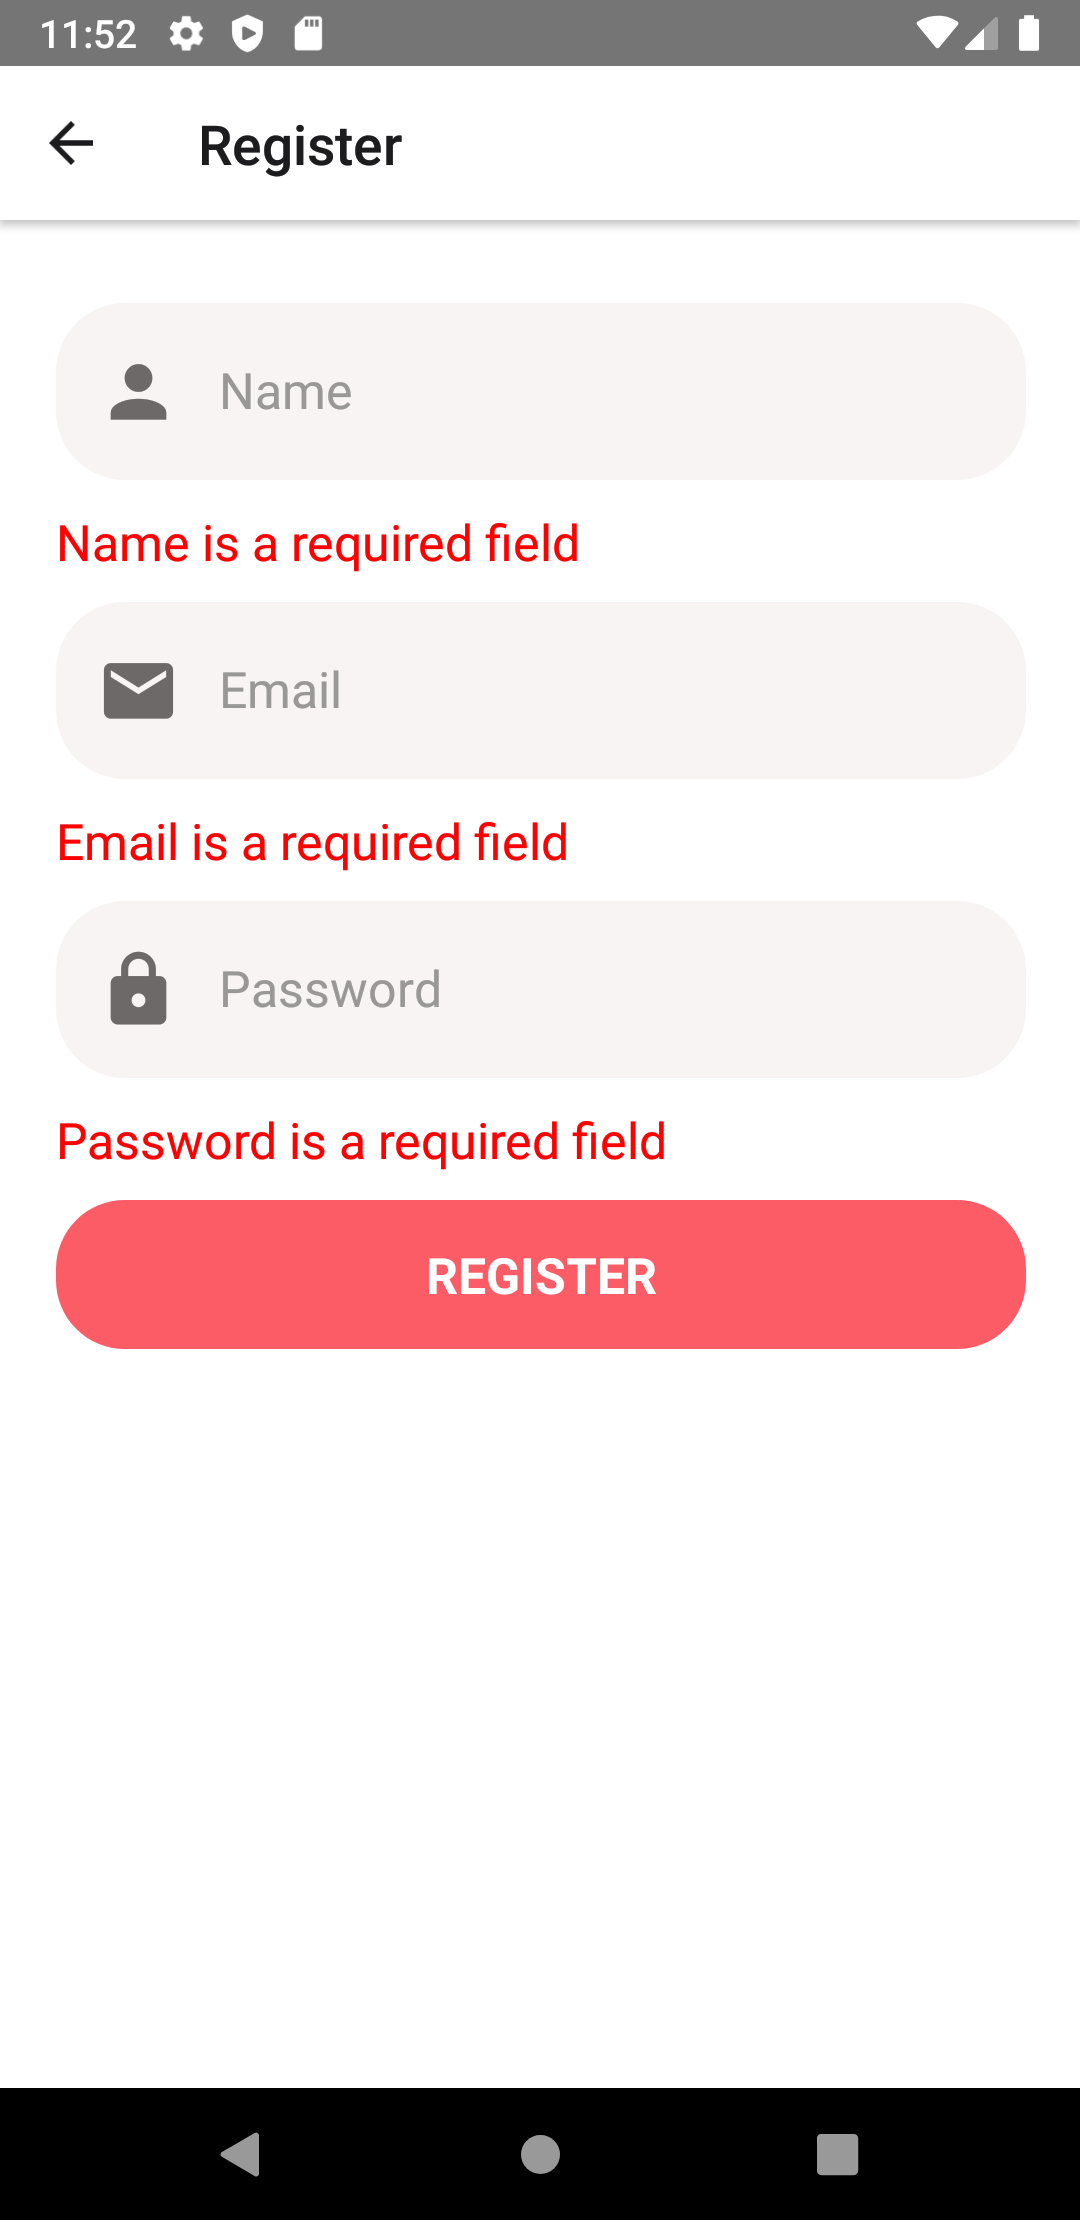 11:52
Register
Name
Name is a required field
Email
Email is a required field
Password
Password is a required field
REGISTER